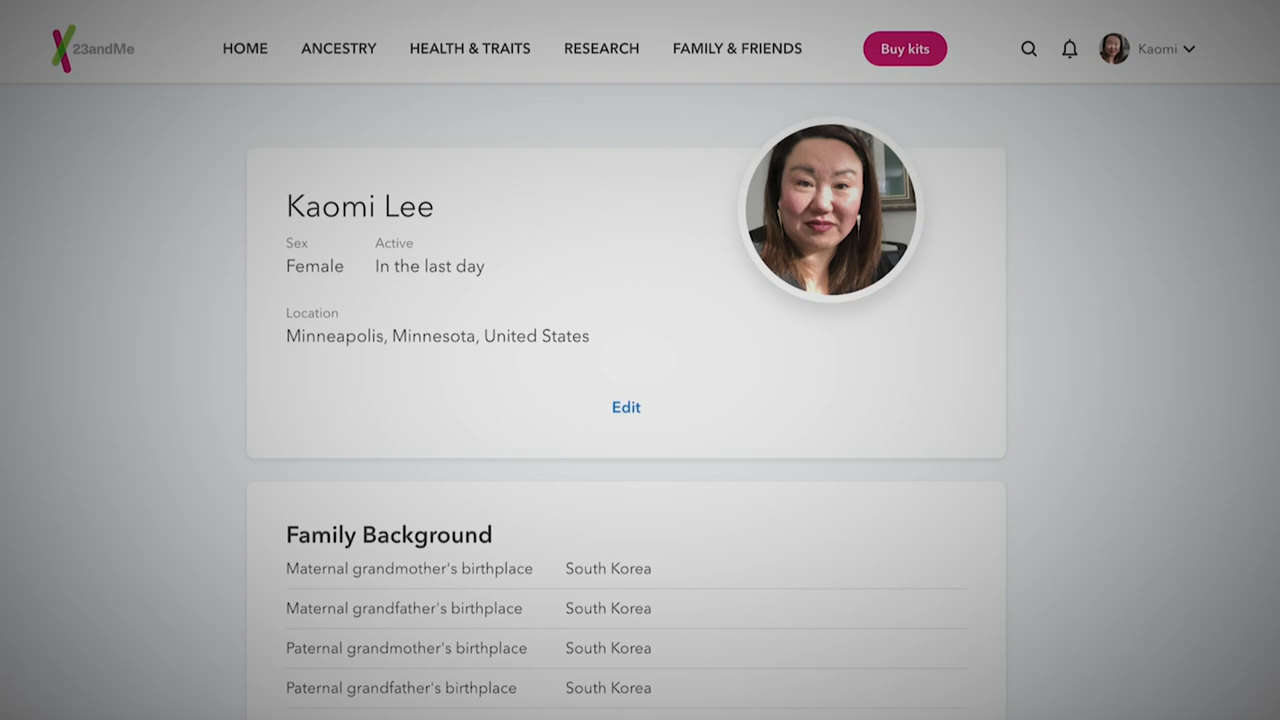 23andMe
HOME ANCESTRY HEALTH & TRAITS RESEARCH FAMILY & FRIENDS Buy kits Kaomi
Kaomi Lee
Sex Active
Female In the last day
Location
Minneapolis, Minnesota, United States
Edit
Family Background
Maternal grandmother's birthplace South Korea
Maternal grandfather's birthplace South Korea
Paternal grandmother's birthplace South Korea
Paternal grandfather's birthplace South Korea